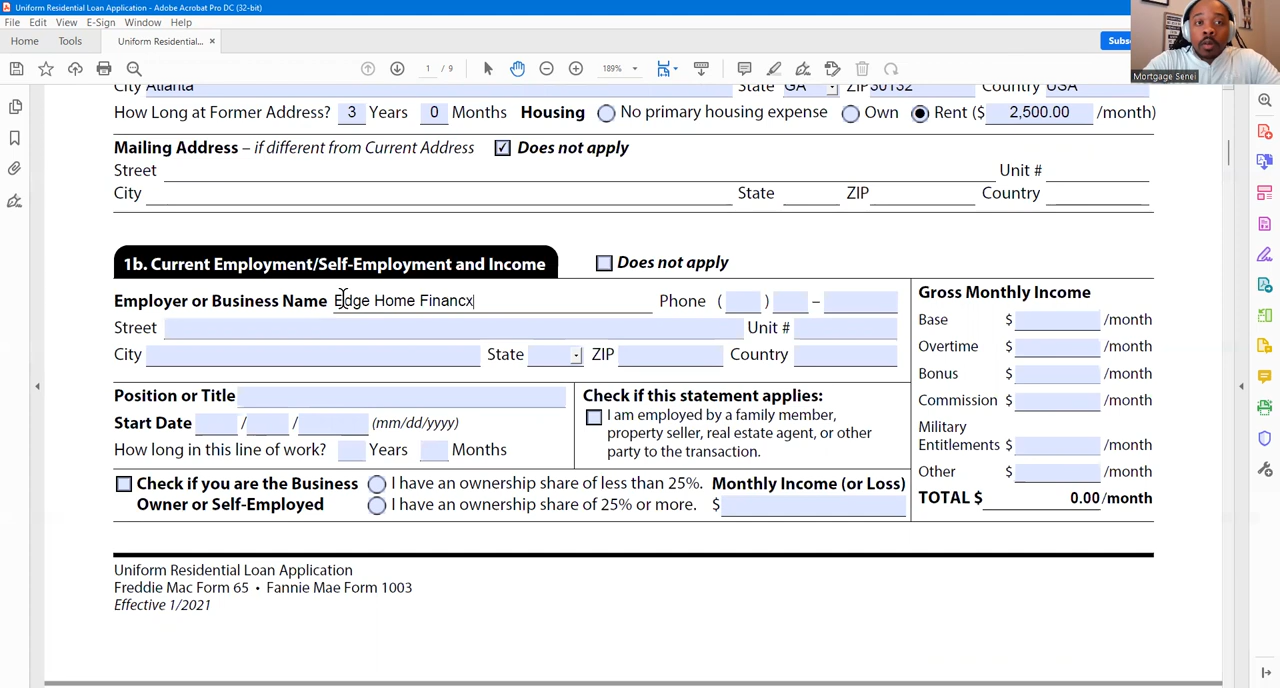 Uniform Residential Loan Application - Adobe Acrobat Pro DC (32-bit)
File Edit View E-Sign Window Help
Home Tools Uniform Residential... × Subs
1 / 9 189%
Mortgage Senei
City Atlanta State GA ZIP 30132 Country USA
How Long at Former Address? 3 Years 0 Months Housing No primary housing expense Own Rent ($ 2,500.00 /month)
Mailing Address – if different from Current Address Does not apply
Street Unit #
City State ZIP Country
1b. Current Employment/Self-Employment and Income Does not apply
Employer or Business Name Edge Home Financx Phone ( ) –
Street Unit #
City State ZIP Country
Gross Monthly Income
Base $ /month
Overtime $ /month
Bonus $ /month
Commission $ /month
Military
Entitlements $ /month
Other $ /month
TOTAL $ 0.00/month
Position or Title
Start Date / / (mm/dd/yyyy)
How long in this line of work? Years Months
Check if this statement applies:
I am employed by a family member,
property seller, real estate agent, or other
party to the transaction.
Check if you are the Business
Owner or Self-Employed
I have an ownership share of less than 25%.
I have an ownership share of 25% or more.
Monthly Income (or Loss)
$
Uniform Residential Loan Application
Freddie Mac Form 65 • Fannie Mae Form 1003
Effective 1/2021